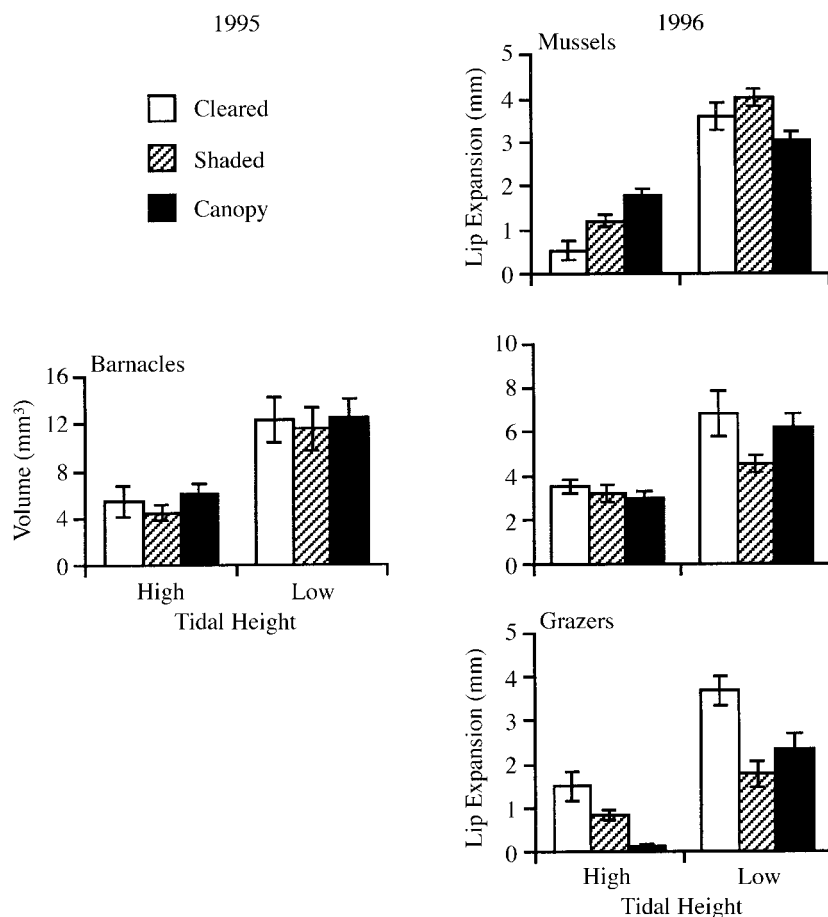 1995
1996
Cleared
Shaded
Canopy
Mussels
Lip Expansion (mm)
5
4
3
2
1
0
Barnacles
Volume (mm³)
16
12
8
4
0
High Low
Tidal Height
10
8
6
4
2
0
Grazers
Lip Expansion (mm)
5
4
3
2
1
0
High Low
Tidal Height